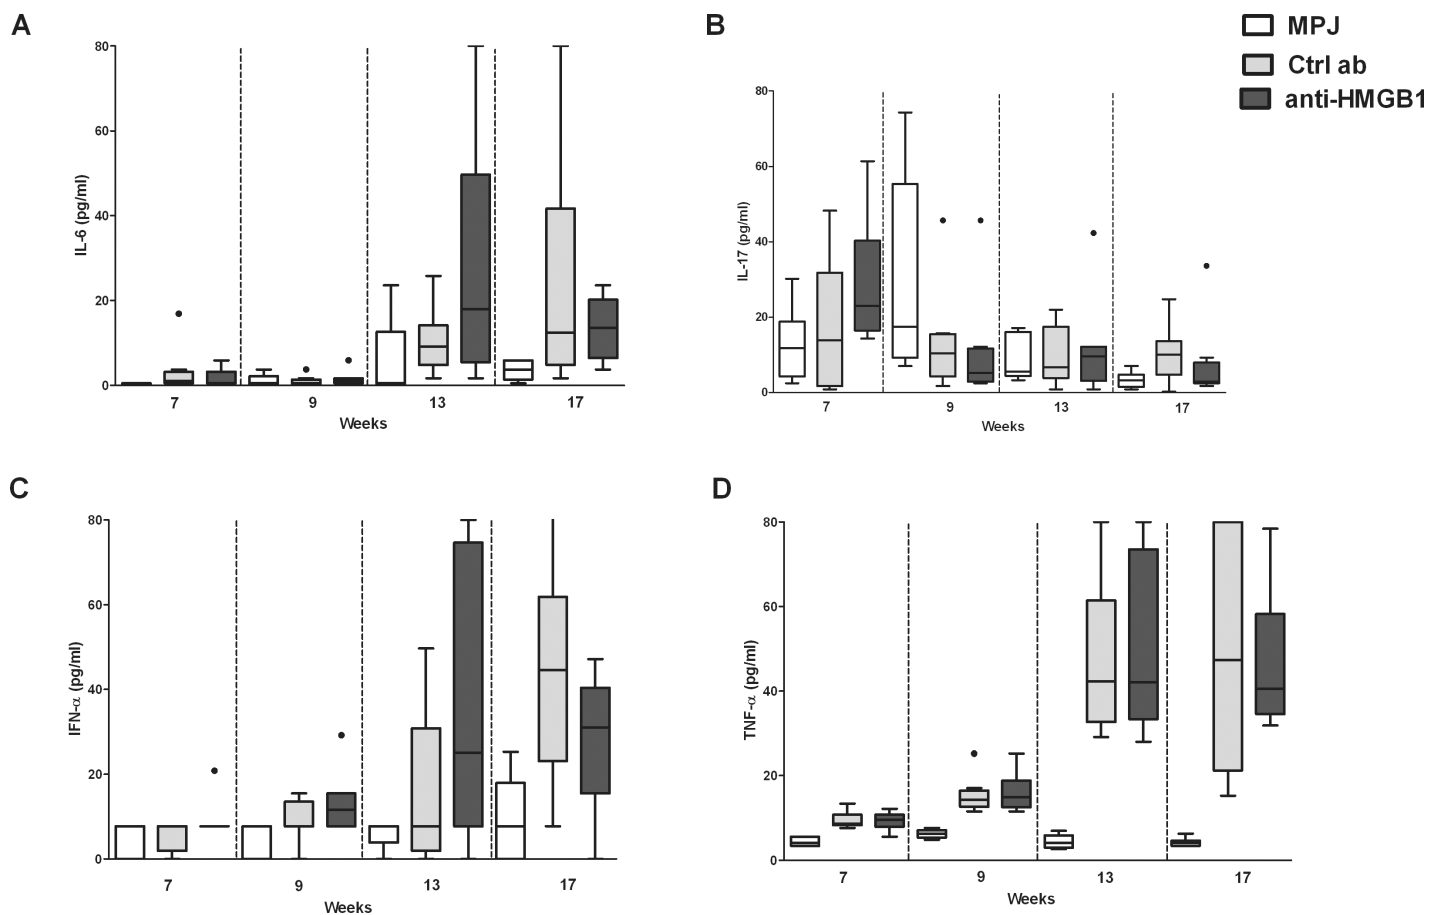 A
80
60
40
20
0
IL-6 (pg/ml)
7 9 13 17
Weeks
B
80
60
40
20
0
IL-17 (pg/ml)
7 9 13 17
Weeks
MPJ
Ctrl ab
anti-HMGB1
C
80
60
40
20
0
IFN-α (pg/ml)
7 9 13 17
Weeks
D
80
60
40
20
0
TNF-α (pg/ml)
7 9 13 17
Weeks